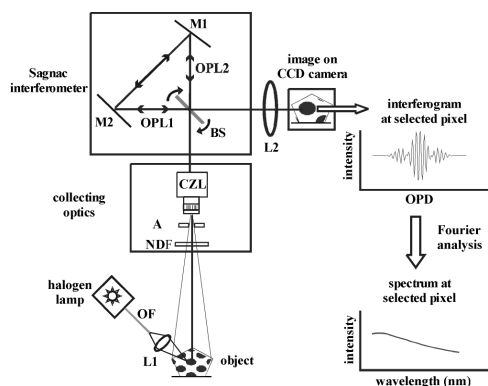 M1
Sagnac
interferometer
OPL2
M2
OPL1
BS
L2
image on
CCD camera
interferogram
at selected pixel
intensity
OPD
Fourier
analysis
collecting
optics
CZL
A
NDF
halogen
lamp
OF
L1
object
spectrum at
selected pixel
intensity
wavelength (nm)